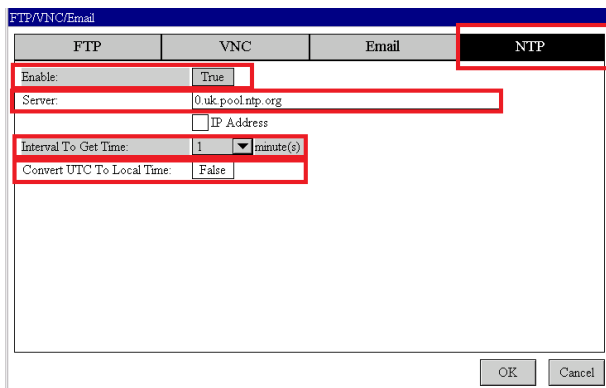 FTP/VNC/Email
FTP VNC Email NTP
Enable: True
Server: 0.uk.pool.ntp.org
IP Address
Interval To Get Time: 1 minute(s)
Convert UTC To Local Time: False
OK Cancel